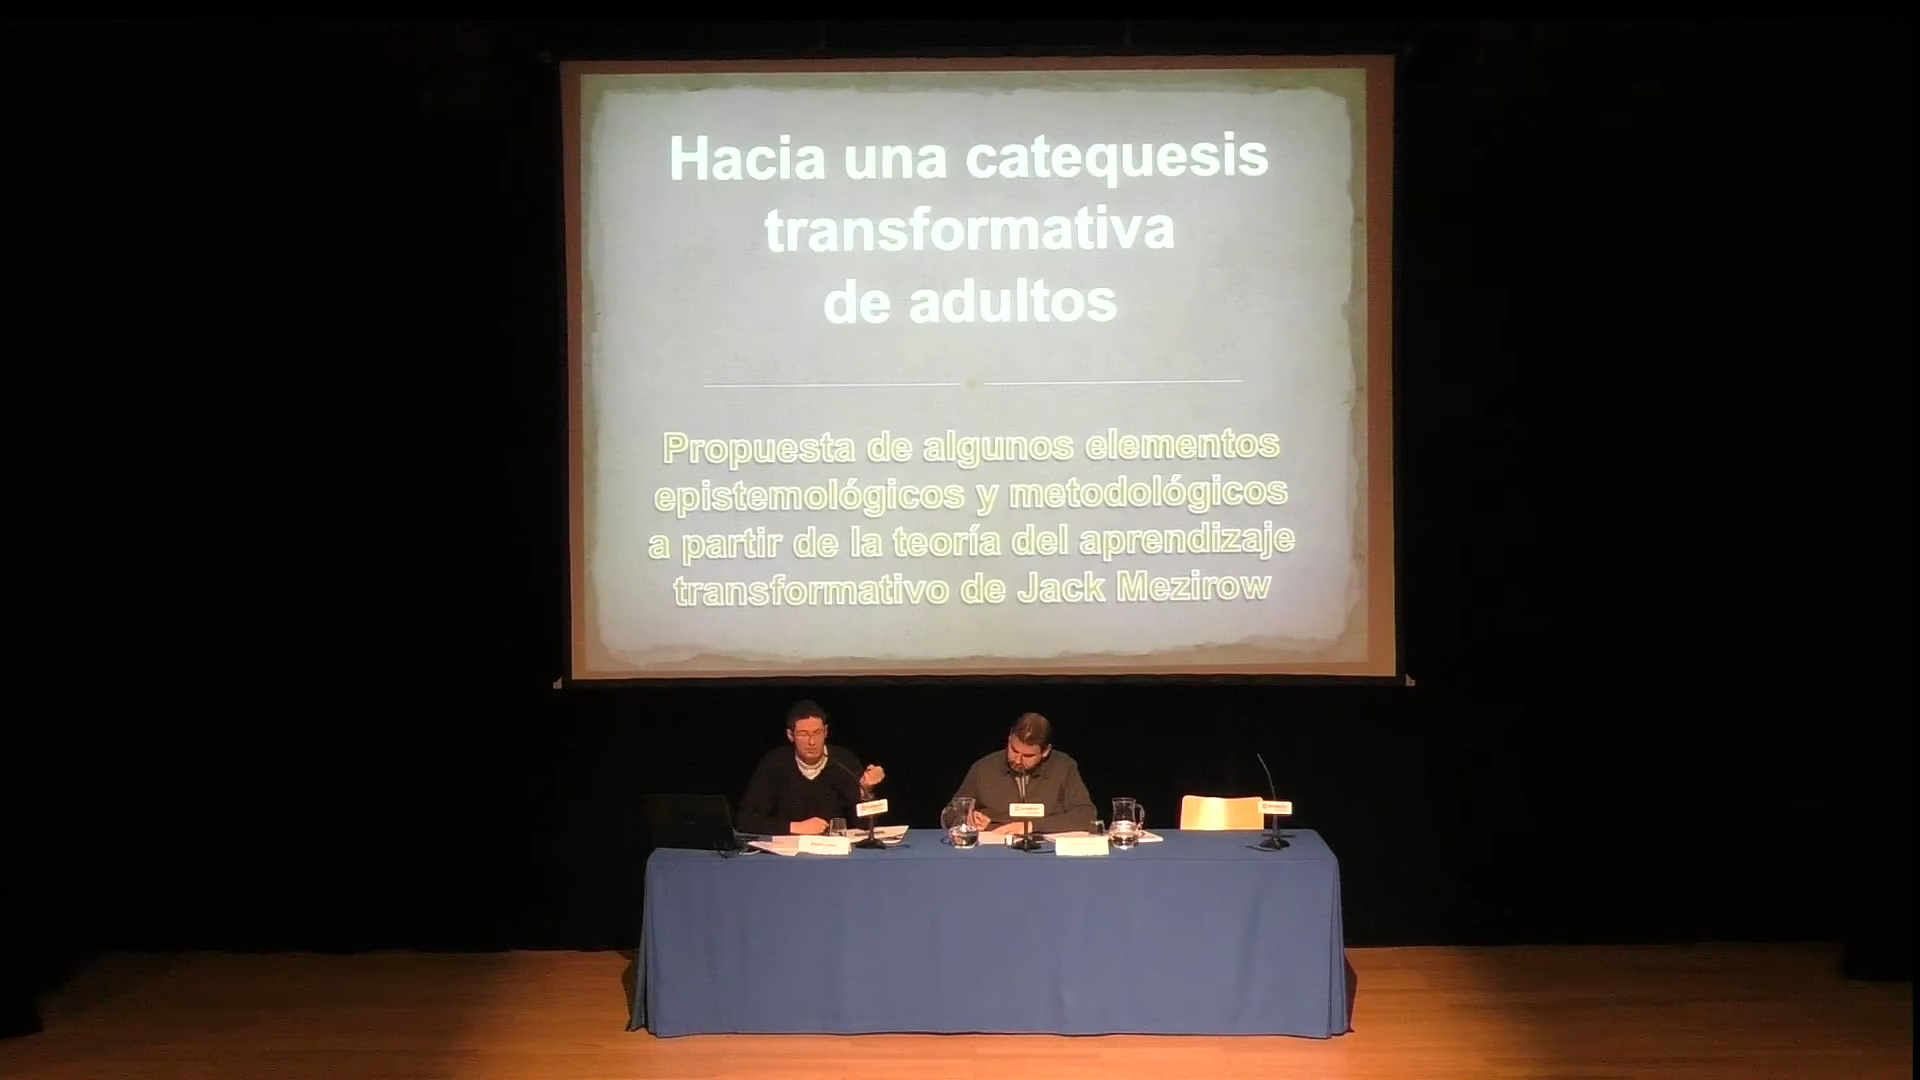 Hacia una catequesis
transformativa
de adultos
Propuesta de algunos elementos
epistemológicos y metodológicos
a partir de la teoría del aprendizaje
transformativo de Jack Mezirow